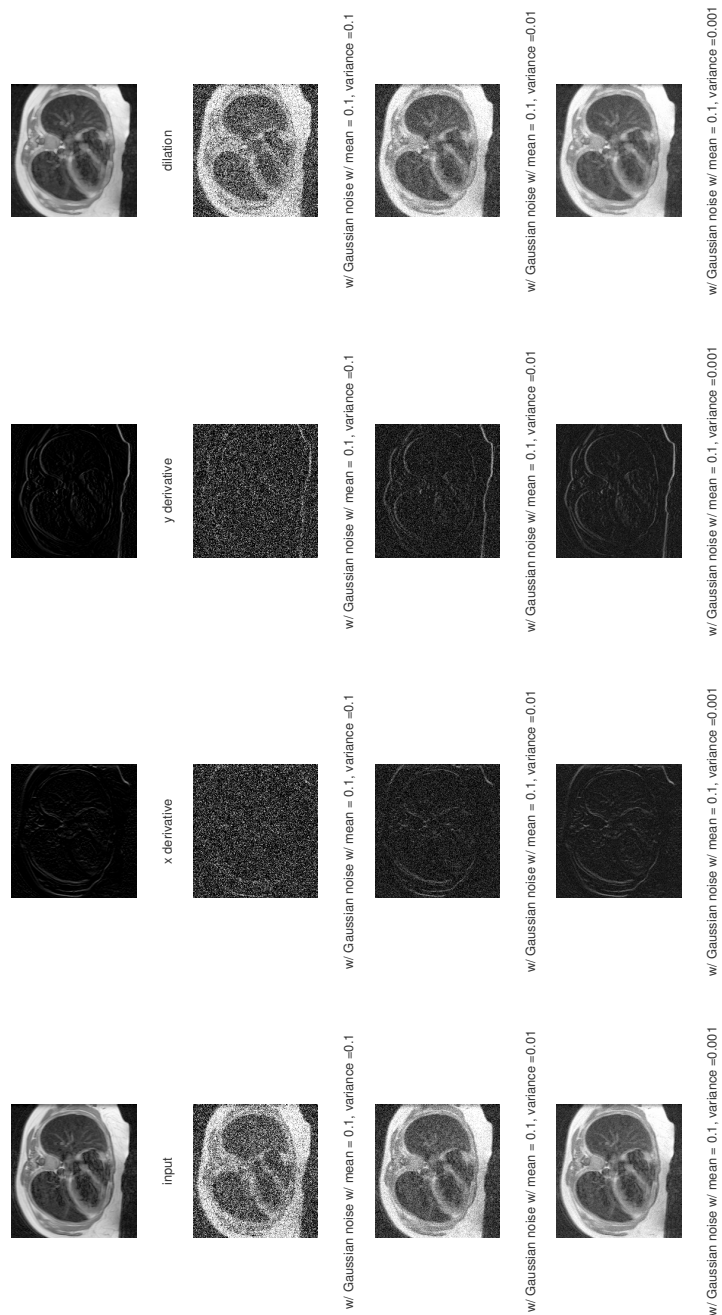 input
x derivative
y derivative
dilation
w/ Gaussian noise w/ mean = 0.1, variance =0.1
w/ Gaussian noise w/ mean = 0.1, variance =0.1
w/ Gaussian noise w/ mean = 0.1, variance =0.1
w/ Gaussian noise w/ mean = 0.1, variance =0.1
w/ Gaussian noise w/ mean = 0.1, variance =0.01
w/ Gaussian noise w/ mean = 0.1, variance =0.01
w/ Gaussian noise w/ mean = 0.1, variance =0.01
w/ Gaussian noise w/ mean = 0.1, variance =0.01
w/ Gaussian noise w/ mean = 0.1, variance =0.001
w/ Gaussian noise w/ mean = 0.1, variance =0.001
w/ Gaussian noise w/ mean = 0.1, variance =0.001
w/ Gaussian noise w/ mean = 0.1, variance =0.001